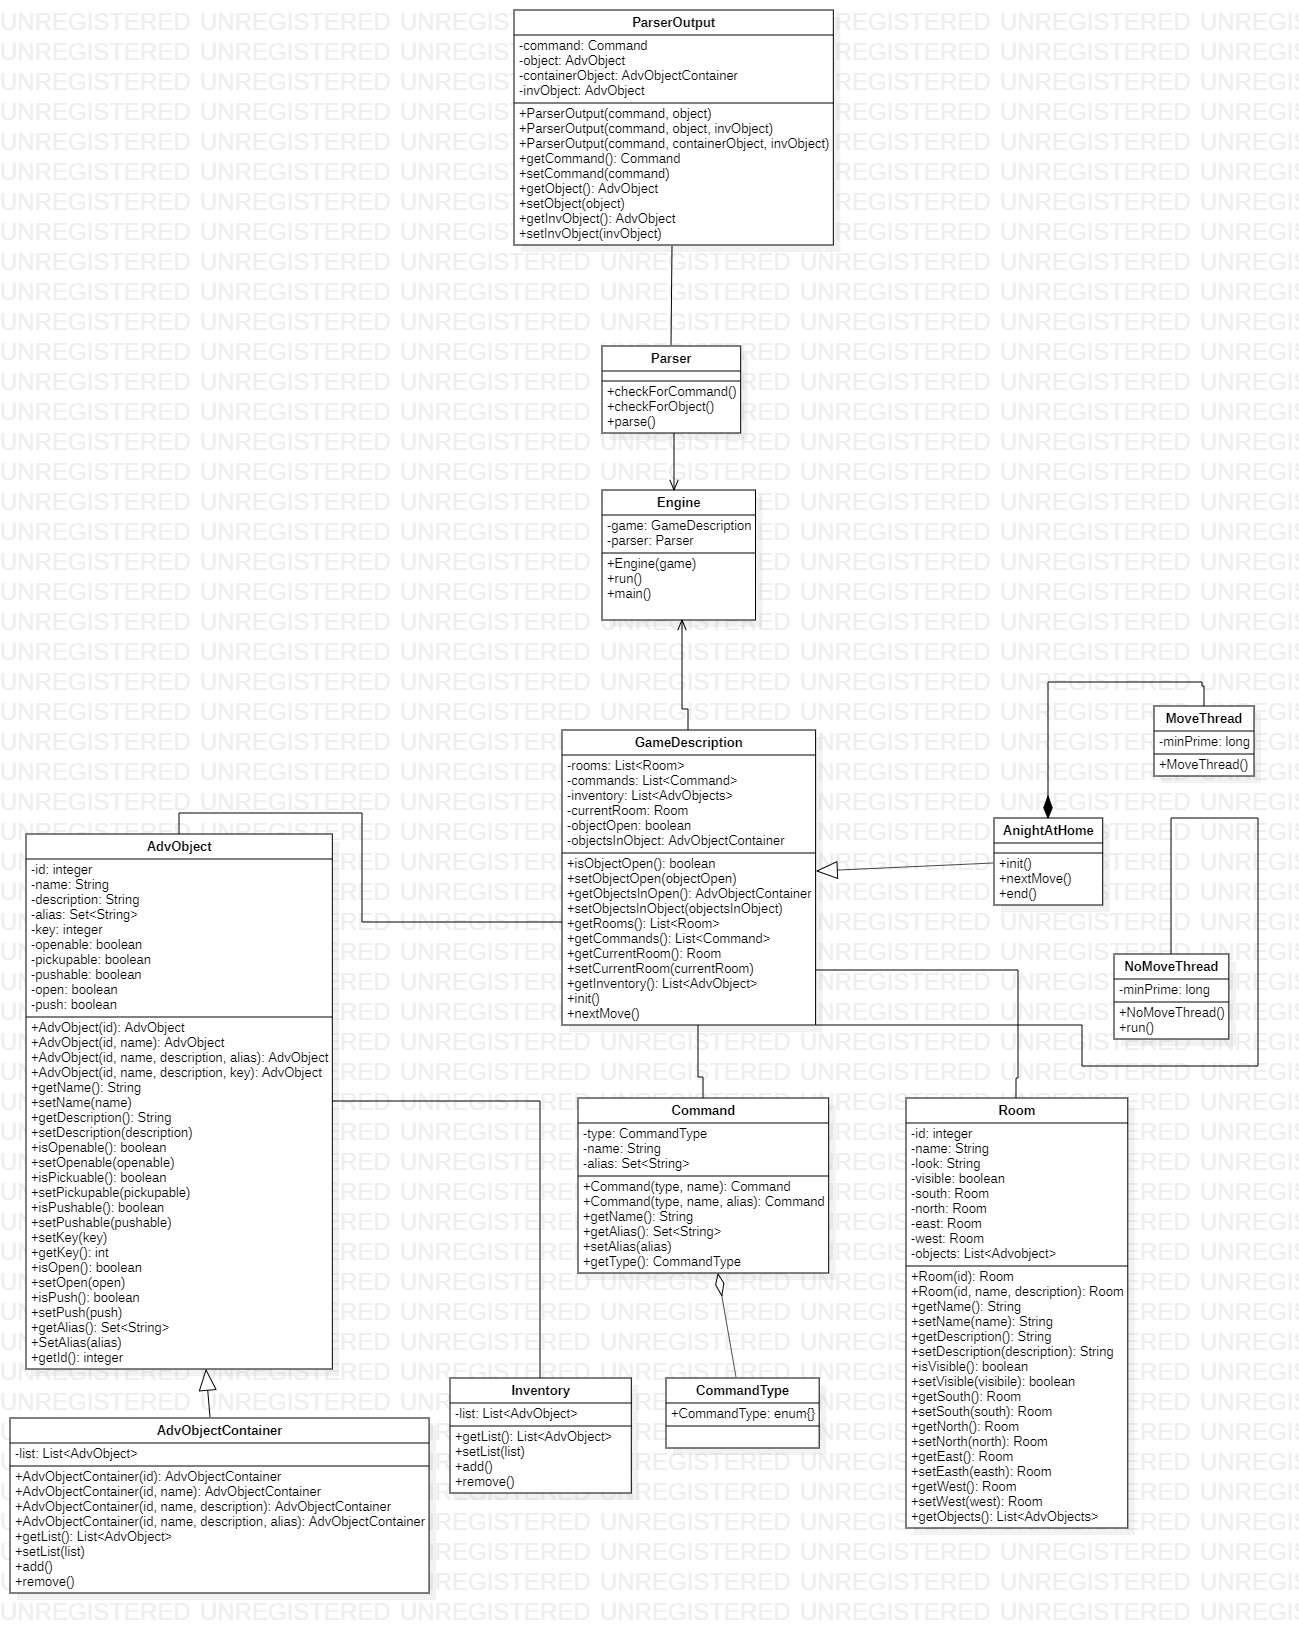 ParserOutput
-command: Command
-object: AdvObject
-containerObject: AdvObjectContainer
-invObject: AdvObject
+ParserOutput(command, object)
+ParserOutput(command, object, invObject)
+ParserOutput(command, containerObject, invObject)
+getCommand(): Command
+setCommand(command)
+getObject(): AdvObject
+setObject(object)
+getInvObject(): AdvObject
+setInvObject(invObject)
Parser
+checkForCommand()
+checkForObject()
+parse()
Engine
-game: GameDescription
-parser: Parser
+Engine(game)
+run()
+main()
MoveThread
-minPrime: long
+MoveThread()
GameDescription
-rooms: List<Room>
-commands: List<Command>
-inventory: List<AdvObjects>
-currentRoom: Room
-objectOpen: boolean
-objectsInObject: AdvObjectContainer
+isObjectOpen(): boolean
+setObjectOpen(objectOpen)
+getObjectsInOpen(): AdvObjectContainer
+setObjectsInObject(objectsInObject)
+getRooms(): List<Room>
+getCommands(): List<Command>
+getCurrentRoom(): Room
+setCurrentRoom(currentRoom)
+getInventory(): List<AdvObject>
+init()
+nextMove()
AnightAtHome
+init()
+nextMove()
+end()
NoMoveThread
-minPrime: long
+NoMoveThread()
+run()
AdvObject
-id: integer
-name: String
-description: String
-alias: Set<String>
-key: integer
-openable: boolean
-pickupable: boolean
-pushable: boolean
-open: boolean
-push: boolean
+AdvObject(id): AdvObject
+AdvObject(id, name): AdvObject
+AdvObject(id, name, description, alias): AdvObject
+AdvObject(id, name, description, key): AdvObject
+getName(): String
+setName(name)
+getDescription(): String
+setDescription(description)
+isOpenable(): boolean
+setOpenable(openable)
+isPickuable(): boolean
+setPickupable(pickupable)
+isPushable(): boolean
+setPushable(pushable)
+setKey(key)
+getKey(): int
+isOpen(): boolean
+setOpen(open)
+isPush(): boolean
+setPush(push)
+getAlias(): Set<String>
+SetAlias(alias)
+getId(): integer
Command
-type: CommandType
-name: String
-alias: Set<String>
+Command(type, name): Command
+Command(type, name, alias): Command
+getName(): String
+getAlias(): Set<String>
+setAlias(alias)
+getType(): CommandType
Room
-id: integer
-name: String
-look: String
-visible: boolean
-south: Room
-north: Room
-east: Room
-west: Room
-objects: List<Advobject>
+Room(id): Room
+Room(id, name, description): Room
+getName(): String
+setName(name): String
+getDescription(): String
+setDescription(description): String
+isVisible(): boolean
+setVisible(visibile): boolean
+getSouth(): Room
+setSouth(south): Room
+getNorth(): Room
+setNorth(north): Room
+getEast(): Room
+setEasth(easth): Room
+getWest(): Room
+setWest(west): Room
+getObjects(): List<AdvObjects>
Inventory
-list: List<AdvObject>
+getList(): List<AdvObject>
+setList(list)
+add()
+remove()
CommandType
+CommandType: enum{}
AdvObjectContainer
-list: List<AdvObject>
+AdvObjectContainer(id): AdvObjectContainer
+AdvObjectContainer(id, name): AdvObjectContainer
+AdvObjectContainer(id, name, description): AdvObjectContainer
+AdvObjectContainer(id, name, description, alias): AdvObjectContainer
+getList(): List<AdvObject>
+setList(list)
+add()
+remove()
UNREGISTERED